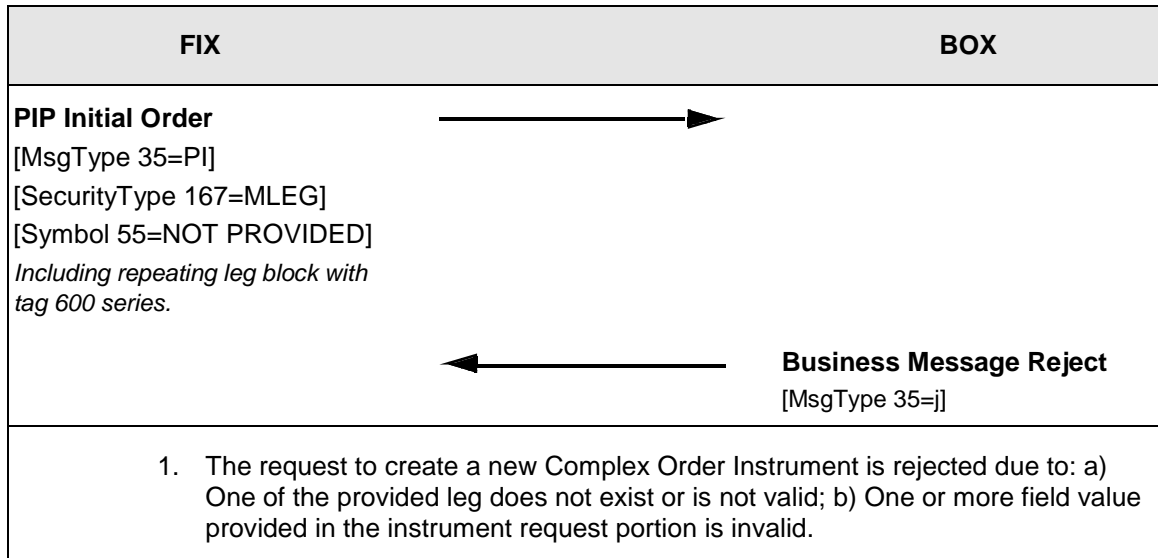 FIX
BOX
PIP Initial Order
[MsgType 35=PI]
[SecurityType 167=MLEG]
[Symbol 55=NOT PROVIDED]
Including repeating leg block with
tag 600 series.
Business Message Reject
[MsgType 35=j]
1. The request to create a new Complex Order Instrument is rejected due to: a)
One of the provided leg does not exist or is not valid; b) One or more field value
provided in the instrument request portion is invalid.